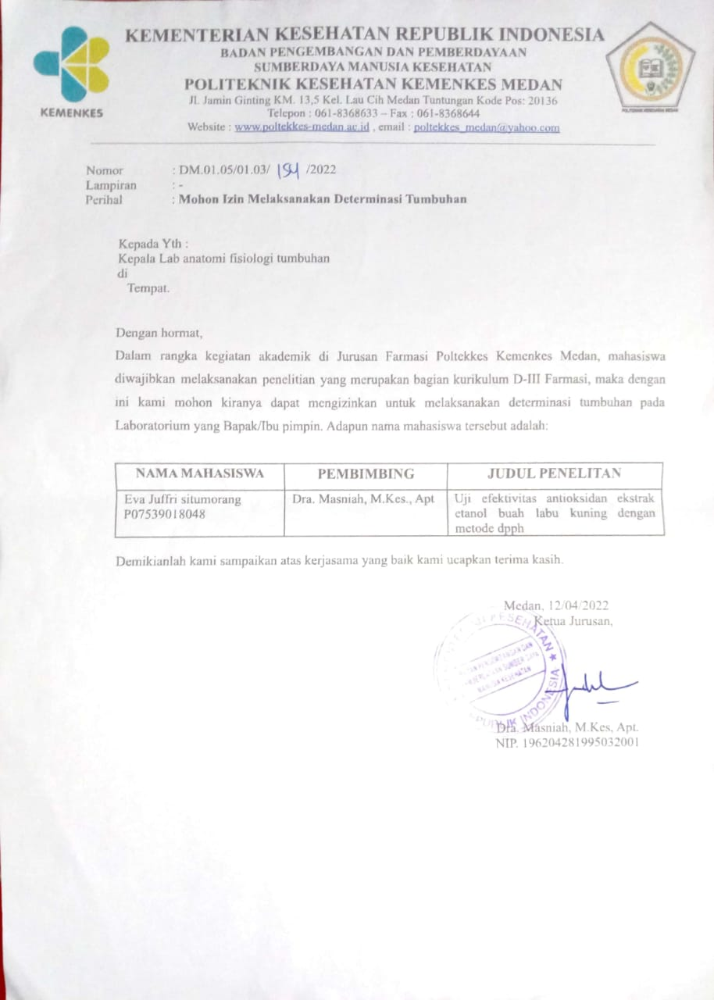 KEMENTERIAN KESEHATAN REPUBLIK INDONESIA
BADAN PENGEMBANGAN DAN PEMBERDAYAAN
SUMBERDAYA MANUSIA KESEHATAN
POLITEKNIK KESEHATAN KEMENKES MEDAN
Jl. Jamin Ginting KM. 13,5 Kel. Lau Cih Medan Tuntungan Kode Pos: 20136
Telepon : 061-8368633 – Fax : 061-8368644
Website : www.poltekkes-medan.ac.id , email : poltekkes_medan@yahoo.com
KEMENKES
POLITEKNIK KESEHATAN MEDAN
Nomor : DM.01.05/01.03/ 154 /2022
Lampiran : -
Perihal : Mohon Izin Melaksanakan Determinasi Tumbuhan
Kepada Yth :
Kepala Lab anatomi fisiologi tumbuhan
di
Tempat.
Dengan hormat,
Dalam rangka kegiatan akademik di Jurusan Farmasi Poltekkes Kemenkes Medan, mahasiswa
diwajibkan melaksanakan penelitian yang merupakan bagian kurikulum D-III Farmasi, maka dengan
ini kami mohon kiranya dapat mengizinkan untuk melaksanakan determinasi tumbuhan pada
Laboratorium yang Bapak/Ibu pimpin. Adapun nama mahasiswa tersebut adalah:
NAMA MAHASISWA PEMBIMBING JUDUL PENELITAN
Eva Juffri situmorang Dra. Masniah, M.Kes., Apt Uji efektivitas antioksidan ekstrak
P07539018048 etanol buah labu kuning dengan
metode dpph
Demikianlah kami sampaikan atas kerjasama yang baik kami ucapkan terima kasih.
Medan, 12/04/2022
Ketua Jurusan,
KESEHATAN
MANUSIA KESEHATAN
REPUBLIK INDONESIA
Dra. Masniah, M.Kes, Apt.
NIP. 196204281995032001